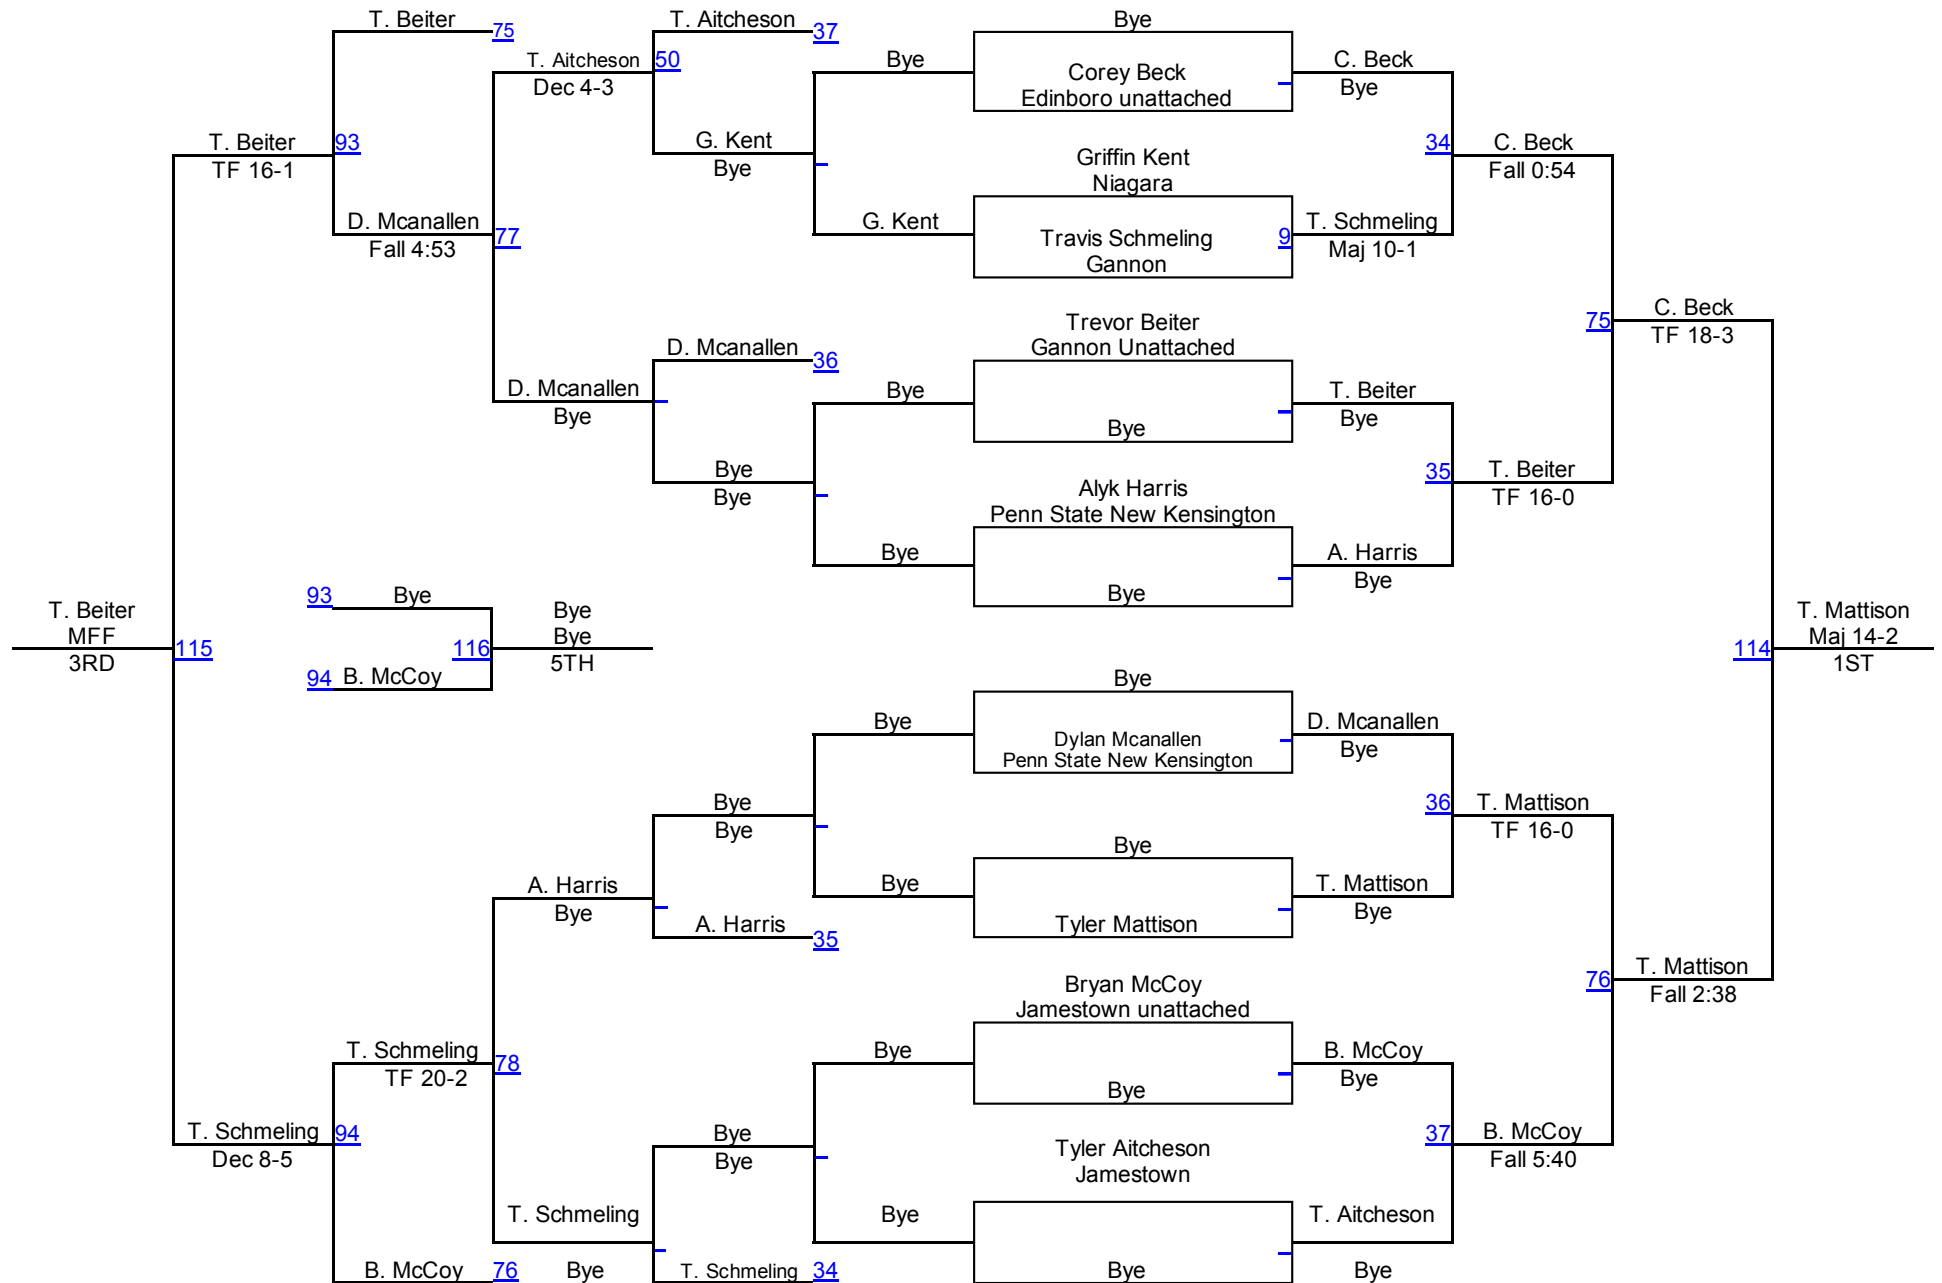 T. Beiter
75
T. Aitcheson
37
Bye
T. Aitcheson
50
Dec 4-3
Bye
Corey Beck
Edinboro unattached
C. Beck
Bye
T. Beiter
93
TF 16-1
G. Kent
Bye
Griffin Kent
Niagara
34
C. Beck
Fall 0:54
D. Mcanallen
77
Fall 4:53
G. Kent
Travis Schmeling
Gannon
9
T. Schmeling
Maj 10-1
Trevor Beiter
Gannon Unattached
75
C. Beck
TF 18-3
D. Mcanallen
36
D. Mcanallen
Bye
Bye
Bye
T. Beiter
Bye
Bye
Bye
Alyk Harris
Penn State New Kensington
35
T. Beiter
TF 16-0
Bye
Bye
A. Harris
Bye
93
Bye
T. Beiter
MFF
3RD
115
116
Bye
Bye
5TH
94
B. McCoy
114
T. Mattison
Maj 14-2
1ST
Bye
Bye
Dylan Mcanallen
Penn State New Kensington
D. Mcanallen
Bye
Bye
Bye
36
T. Mattison
TF 16-0
Bye
A. Harris
Bye
Bye
Tyler Mattison
T. Mattison
Bye
A. Harris
35
Bryan McCoy
Jamestown unattached
76
T. Mattison
Fall 2:38
T. Schmeling
78
TF 20-2
Bye
Bye
B. McCoy
Bye
T. Schmeling
94
Dec 8-5
Bye
Bye
Tyler Aitcheson
Jamestown
37
B. McCoy
Fall 5:40
T. Schmeling
Bye
T. Aitcheson
B. McCoy
76
Bye
T. Schmeling
34
Bye
Bye